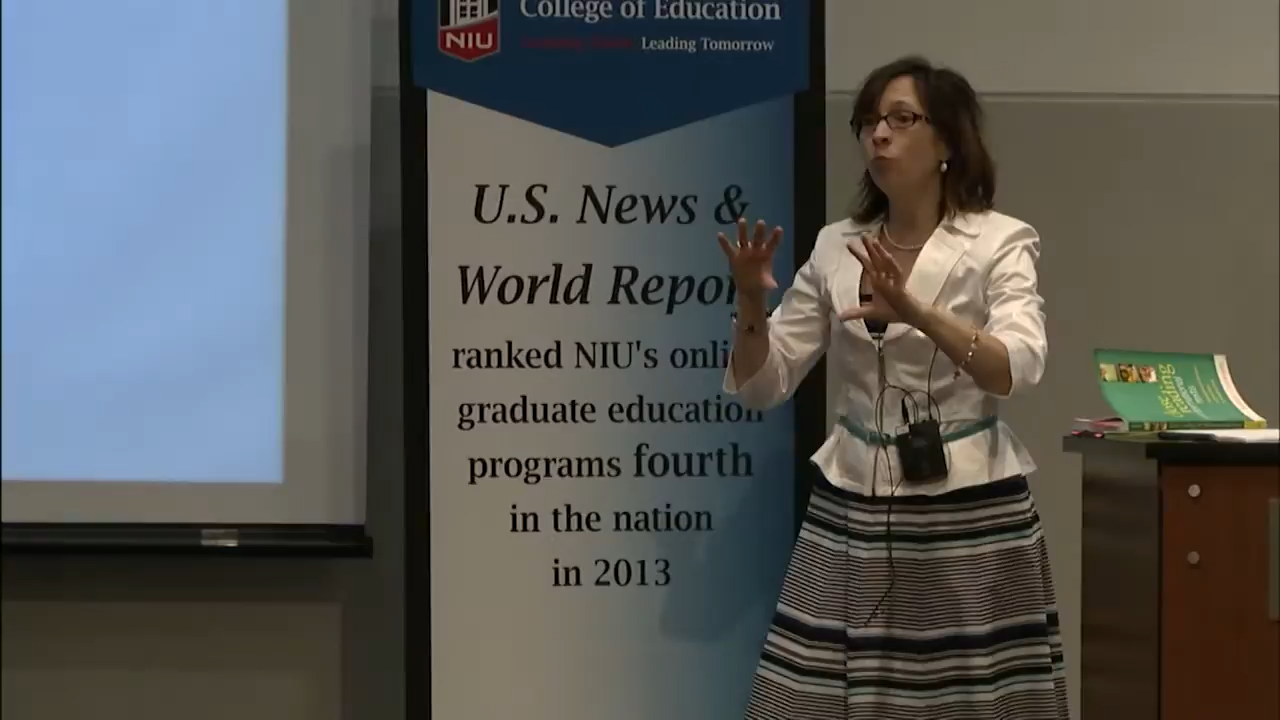 College of Education
NIU
Leading Tomorrow
U.S. News &
World Repor
ranked NIU's onli
graduate education
programs fourth
in the nation
in 2013